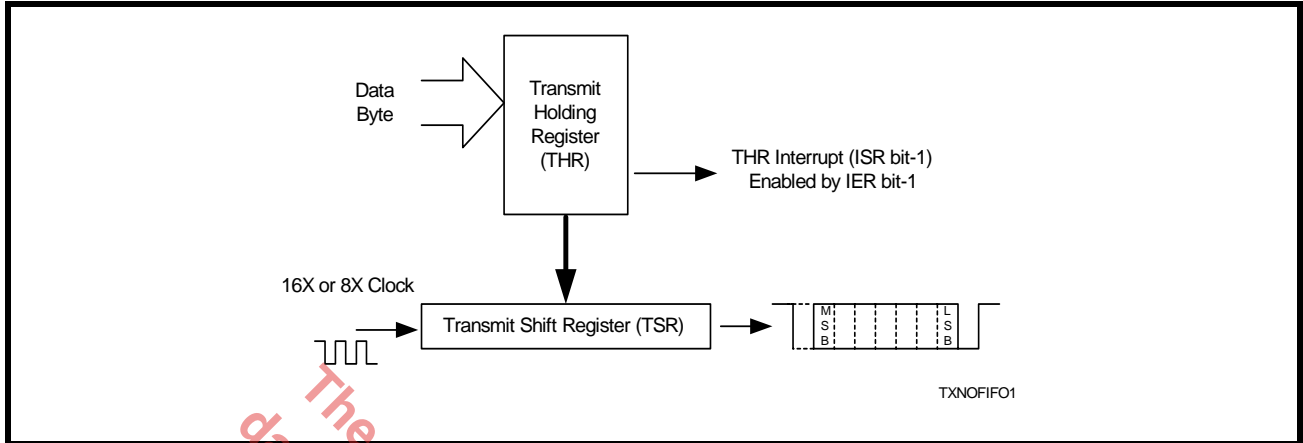 Data
Byte
Transmit
Holding
Register
(THR)
THR Interrupt (ISR bit-1)
Enabled by IER bit-1
16X or 8X Clock
Transmit Shift Register (TSR)
M
S
B
L
S
B
TXNOFIFO1
The